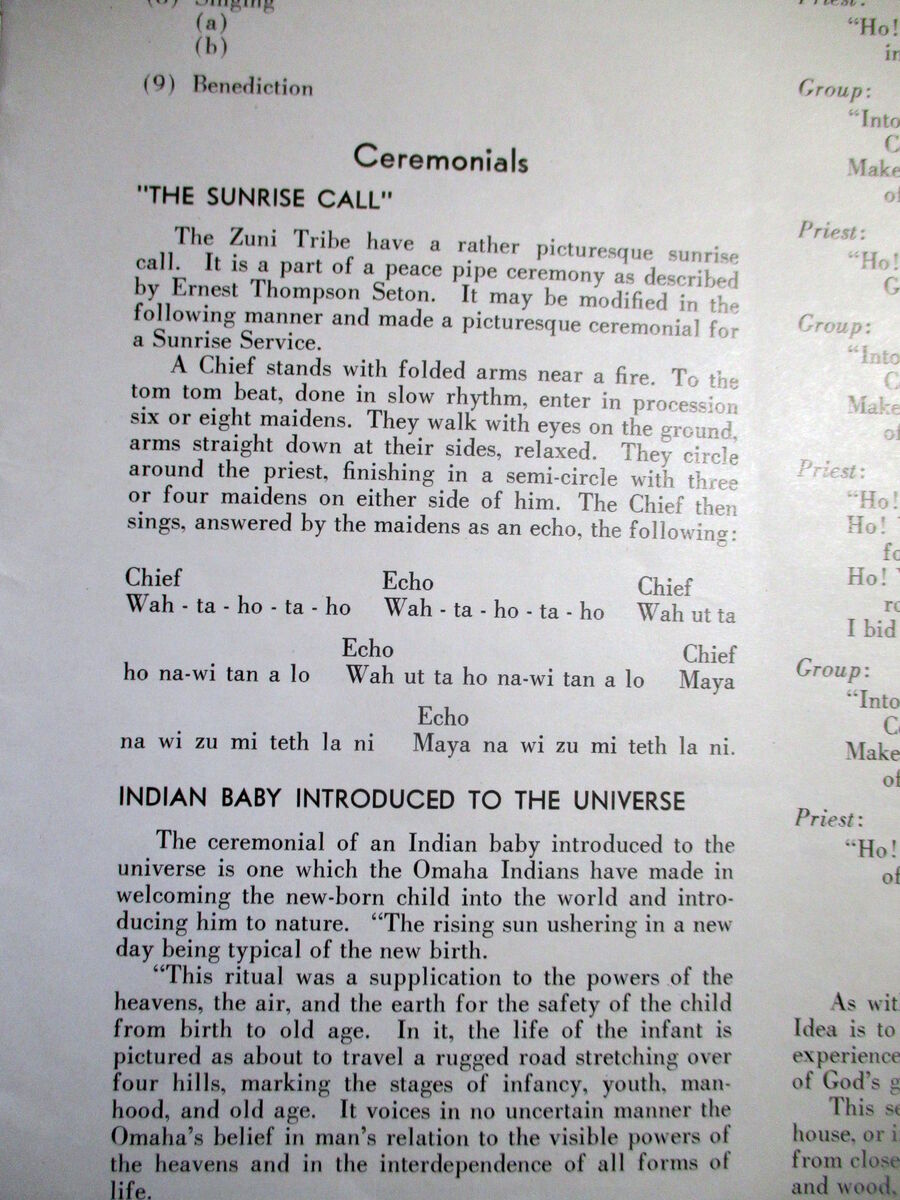 (8) Singing
(a)
(b)
(9) Benediction
Ceremonials
"THE SUNRISE CALL"
The Zuni Tribe have a rather picturesque sunrise
call. It is a part of a peace pipe ceremony as described
by Ernest Thompson Seton. It may be modified in the
following manner and made a picturesque ceremonial for
a Sunrise Service.
A Chief stands with folded arms near a fire. To the
tom tom beat, done in slow rhythm, enter in procession
six or eight maidens. They walk with eyes on the ground,
arms straight down at their sides, relaxed. They circle
around the priest, finishing in a semi-circle with three
or four maidens on either side of him. The Chief then
sings, answered by the maidens as an echo, the following:
Chief Echo Chief
Wah - ta - ho - ta - ho Wah - ta - ho - ta - ho Wah ut ta
Echo Chief
ho na-wi tan a lo Wah ut ta ho na-wi tan a lo Maya
Echo
na wi zu mi teth la ni Maya na wi zu mi teth la ni.
INDIAN BABY INTRODUCED TO THE UNIVERSE
The ceremonial of an Indian baby introduced to the
universe is one which the Omaha Indians have made in
welcoming the new-born child into the world and intro-
ducing him to nature. "The rising sun ushering in a new
day being typical of the new birth.
"This ritual was a supplication to the powers of the
heavens, the air, and the earth for the safety of the child
from birth to old age. In it, the life of the infant is
pictured as about to travel a rugged road stretching over
four hills, marking the stages of infancy, youth, man-
hood, and old age. It voices in no uncertain manner the
Omaha's belief in man's relation to the visible powers of
the heavens and in the interdependence of all forms of
life.
Priest:
"Ho!
in
Group:
"Into
C
Make
of
Priest:
"Ho!
G
Group:
"Into
C
Make
of
Priest:
"Ho!
Ho!
fo
Ho!
ro
I bid
Group:
"Into
Ce
Make
of
Priest:
"Ho!
of
As wit
Idea is to
experience
of God's g
This se
house, or i
from close
and wood,